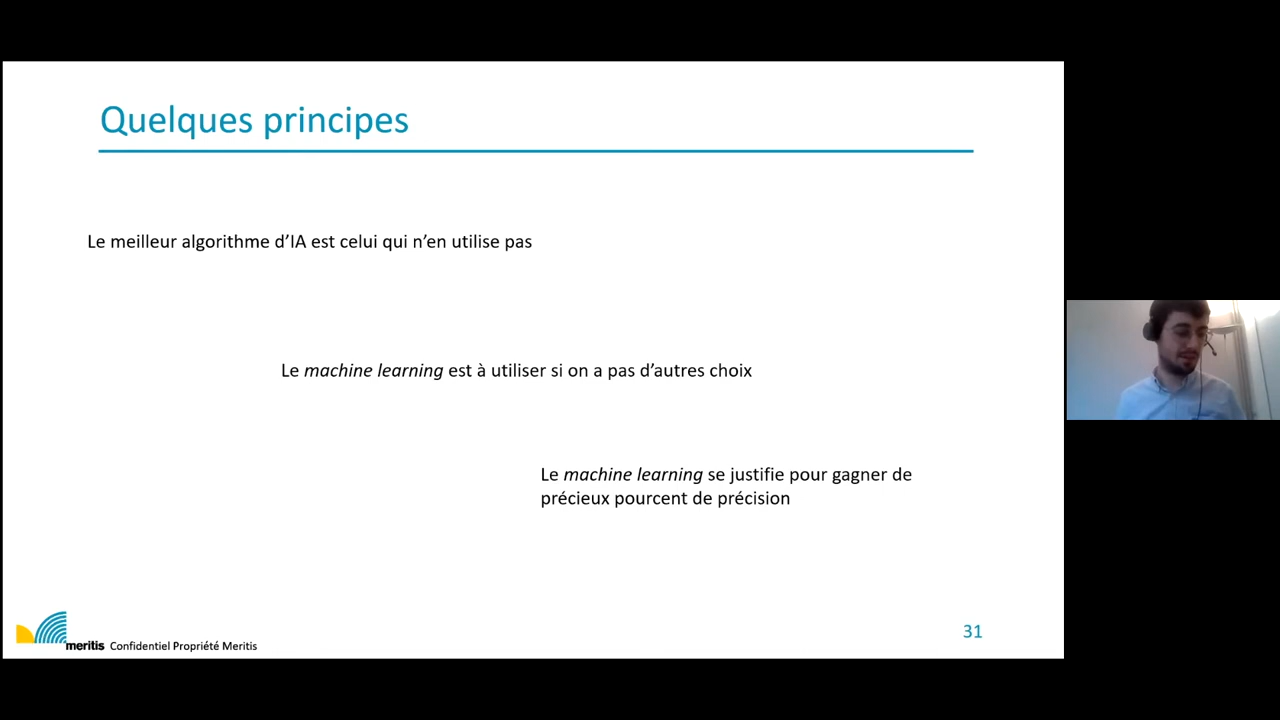 Quelques principes
Le meilleur algorithme d’IA est celui qui n’en utilise pas
Le machine learning est à utiliser si on a pas d’autres choix
Le machine learning se justifie pour gagner de
précieux pourcent de précision
meritis Confidentiel Propriété Meritis
31